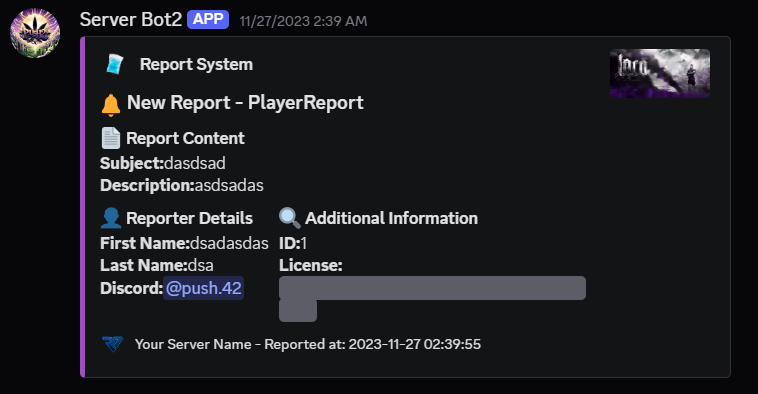 Server Bot2 APP 11/27/2023 2:39 AM
Report System
New Report - PlayerReport
Report Content
Subject:dasdsad
Description:asdsadas
Reporter Details
First Name:dsadasdas
Last Name:dsa
Discord:@push.42
Additional Information
ID:1
License:
Your Server Name - Reported at: 2023-11-27 02:39:55